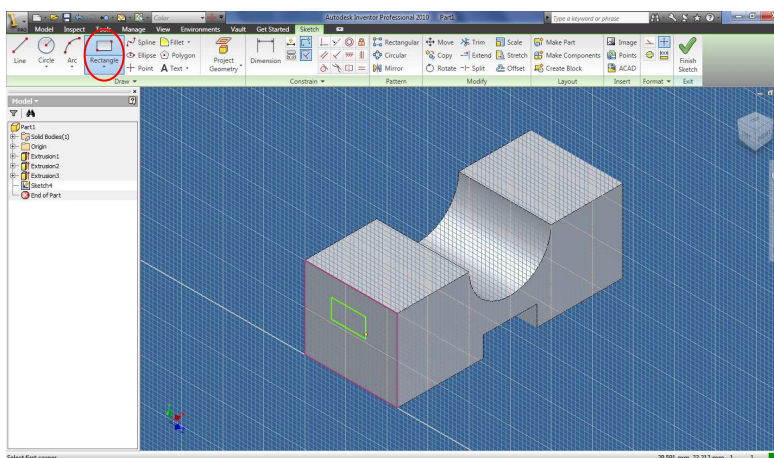 Color
Autodesk Inventor Professional 2010 Part1
Type a keyword or phrase
PRO Model Inspect Tools Manage View Environments Vault Get Started Sketch
Spline Fillet Rectangular Move Trim Scale Make Part Image
Line Circle Arc Rectangle Ellipse Polygon Project Geometry Dimension Circular Copy Extend Stretch Make Components Points Finish Sketch
Point A Text Mirror Rotate Split Offset Create Block ACAD
Draw Constrain Pattern Modify Layout Insert Format Exit
Model
Part1
Solid Bodies(1)
Origin
Extrusion1
Extrusion2
Extrusion3
Sketch4
End of Part
Select first corner